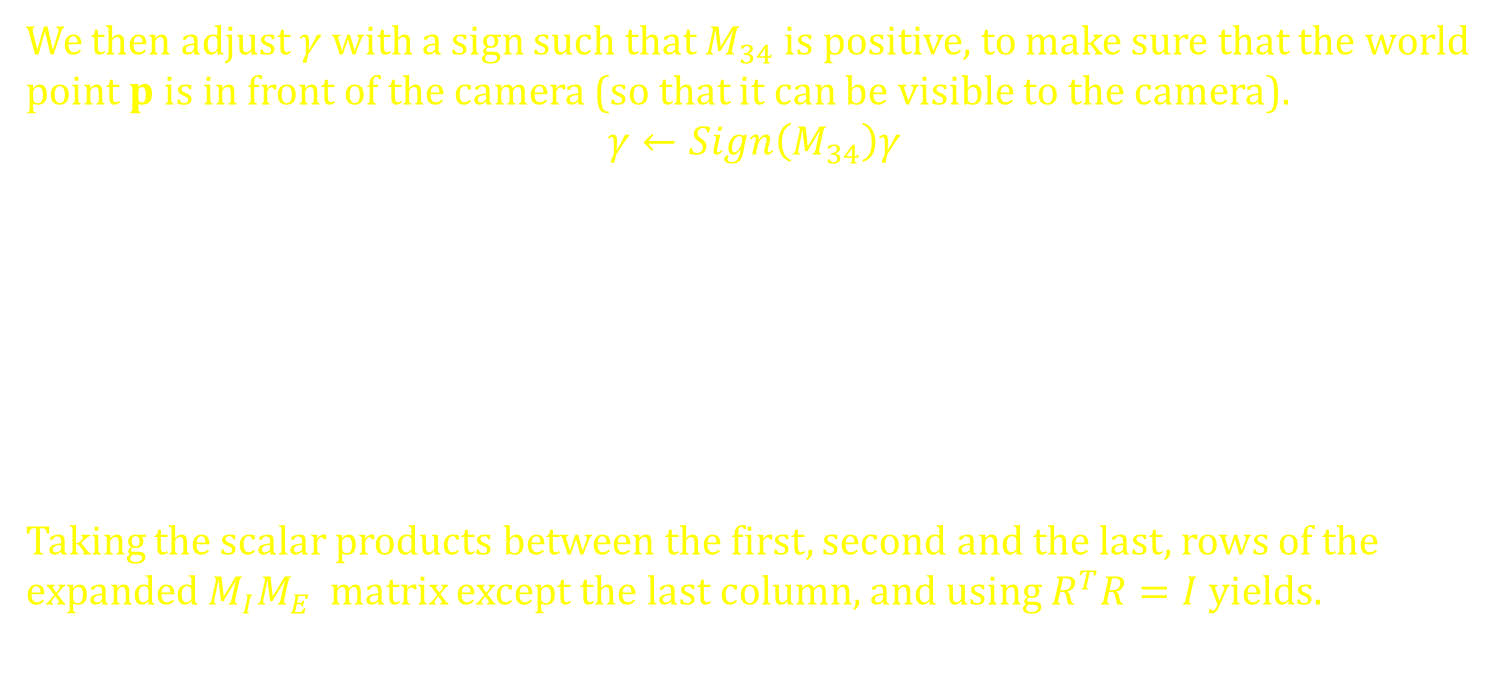 We then adjust γ with a sign such that M₃₄ is positive, to make sure that the world
point p is in front of the camera (so that it can be visible to the camera).
γ ← Sign(M₃₄)γ
Taking the scalar products between the first, second and the last, rows of the
expanded M_I M_E matrix except the last column, and using RᵀR = I yields.